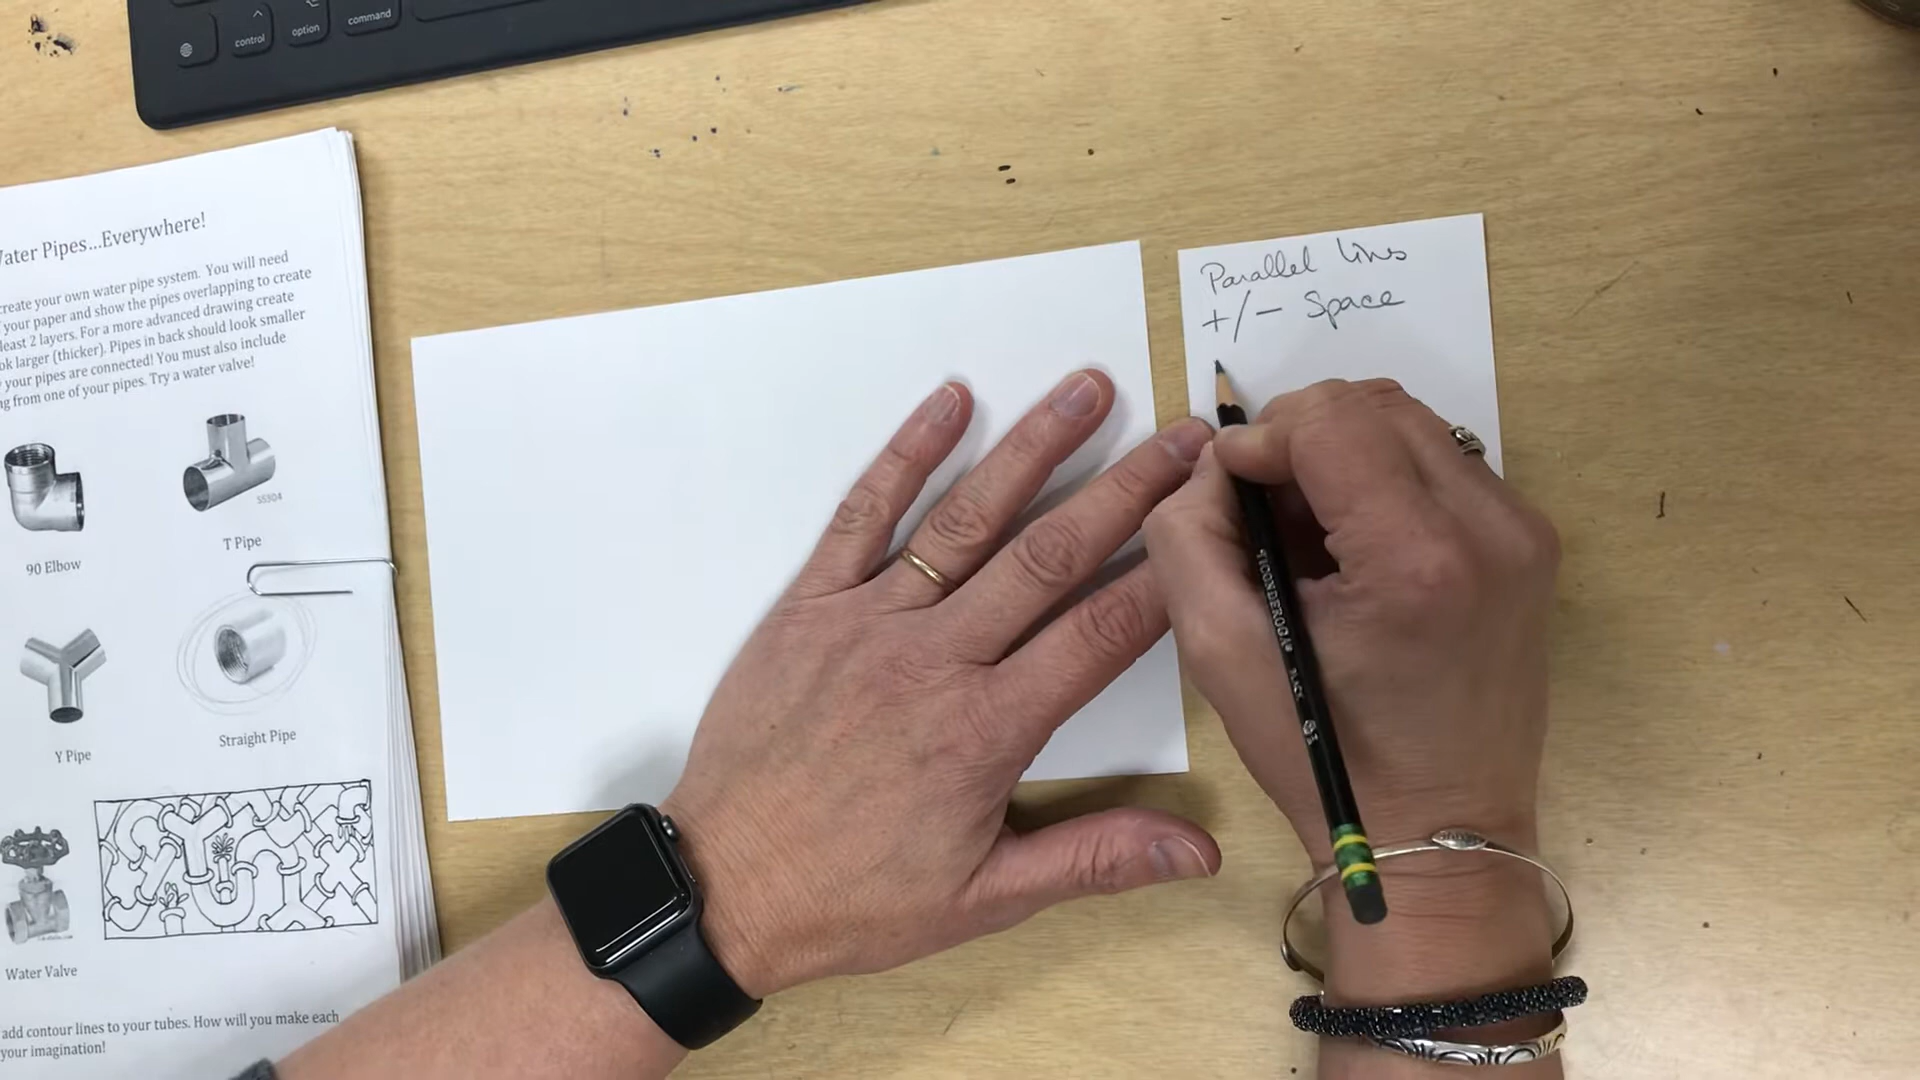 control
option
command
Water Pipes...Everywhere!
create your own water pipe system. You will need
your paper and show the pipes overlapping to create
least 2 layers. For a more advanced drawing create
ok larger (thicker). Pipes in back should look smaller
your pipes are connected! You must also include
ng from one of your pipes. Try a water valve!
SS304
90 Elbow
T Pipe
Y Pipe
Straight Pipe
Water Valve
add contour lines to your tubes. How will you make each
your imagination!
Parallel lines
+/- Space
TICONDEROGA® BLACK